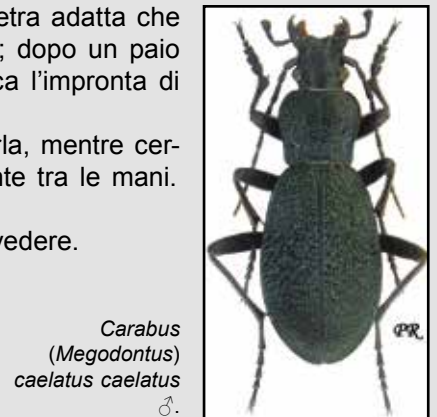 etra adatta che
; dopo un paio
ca l'impronta di
rla, mentre cer-
nte tra le mani.
vedere.
Carabus
(Megodontus)
caelatus caelatus
♂.
PR